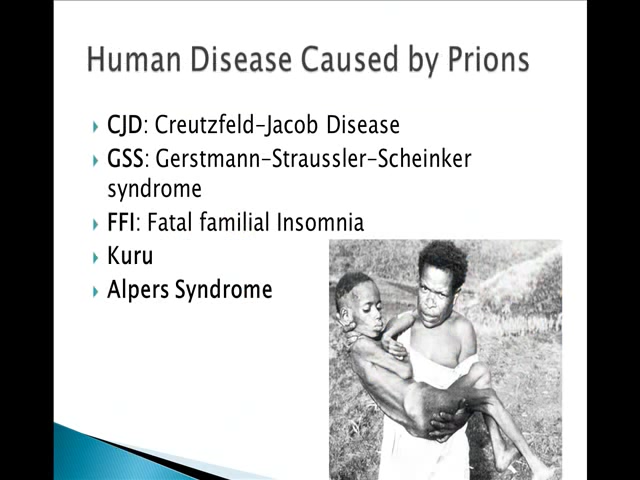 Human Disease Caused by Prions
CJD: Creutzfeld-Jacob Disease
GSS: Gerstmann-Straussler-Scheinker
syndrome
FFI: Fatal familial Insomnia
Kuru
Alpers Syndrome